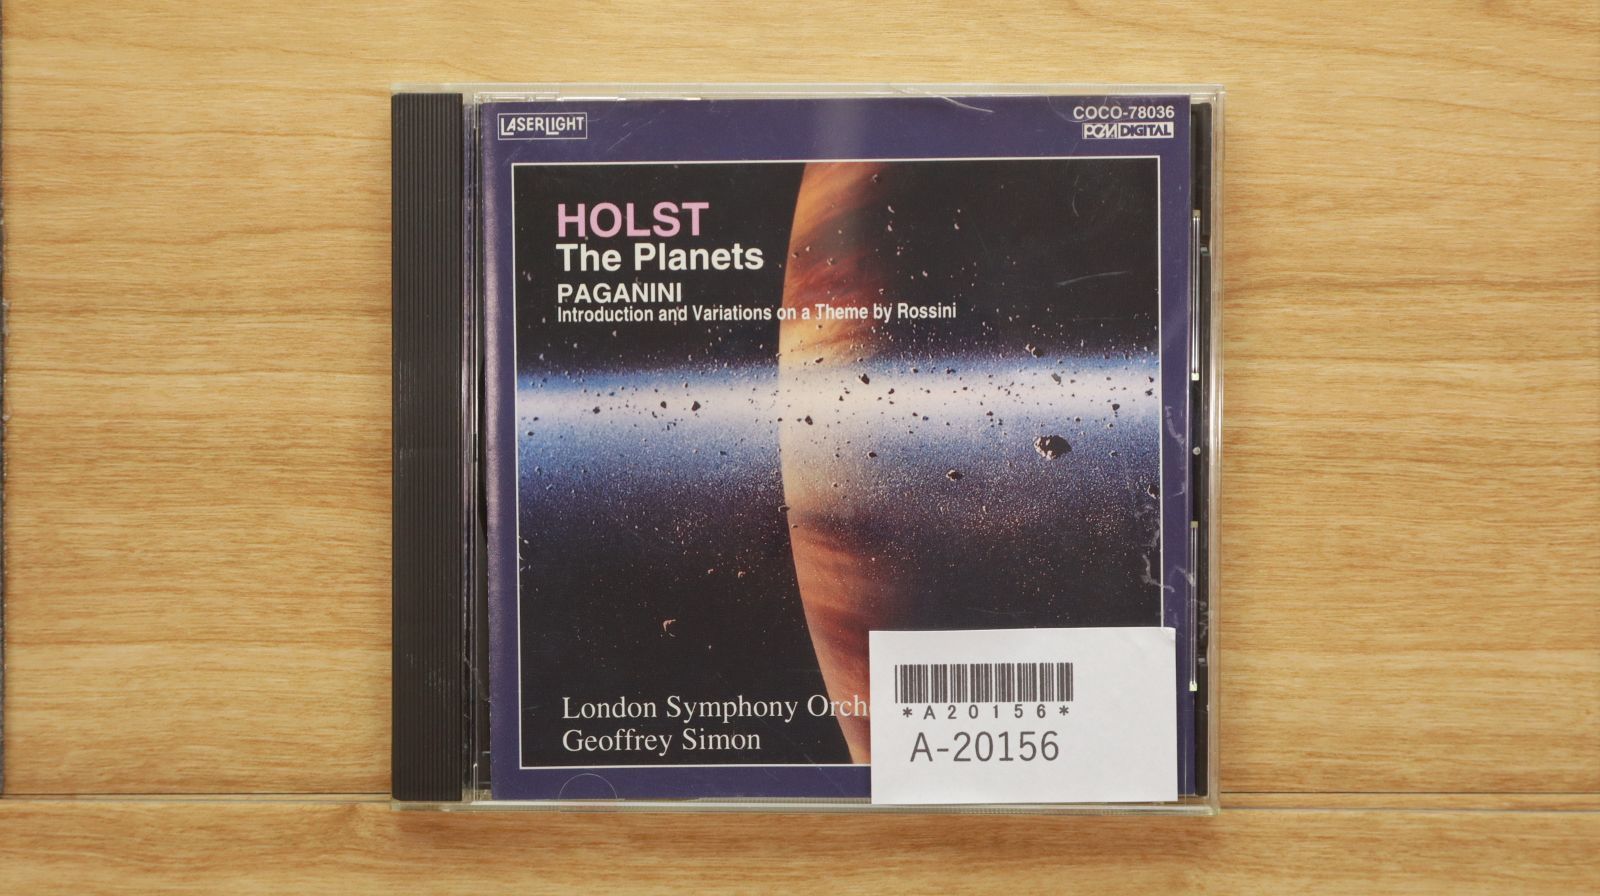 LASERLIGHT
COCO-78036
PCM DIGITAL
HOLST
The Planets
PAGANINI
Introduction and Variations on a Theme by Rossini
London Symphony Orch
Geoffrey Simon
*A20156*
A-20156